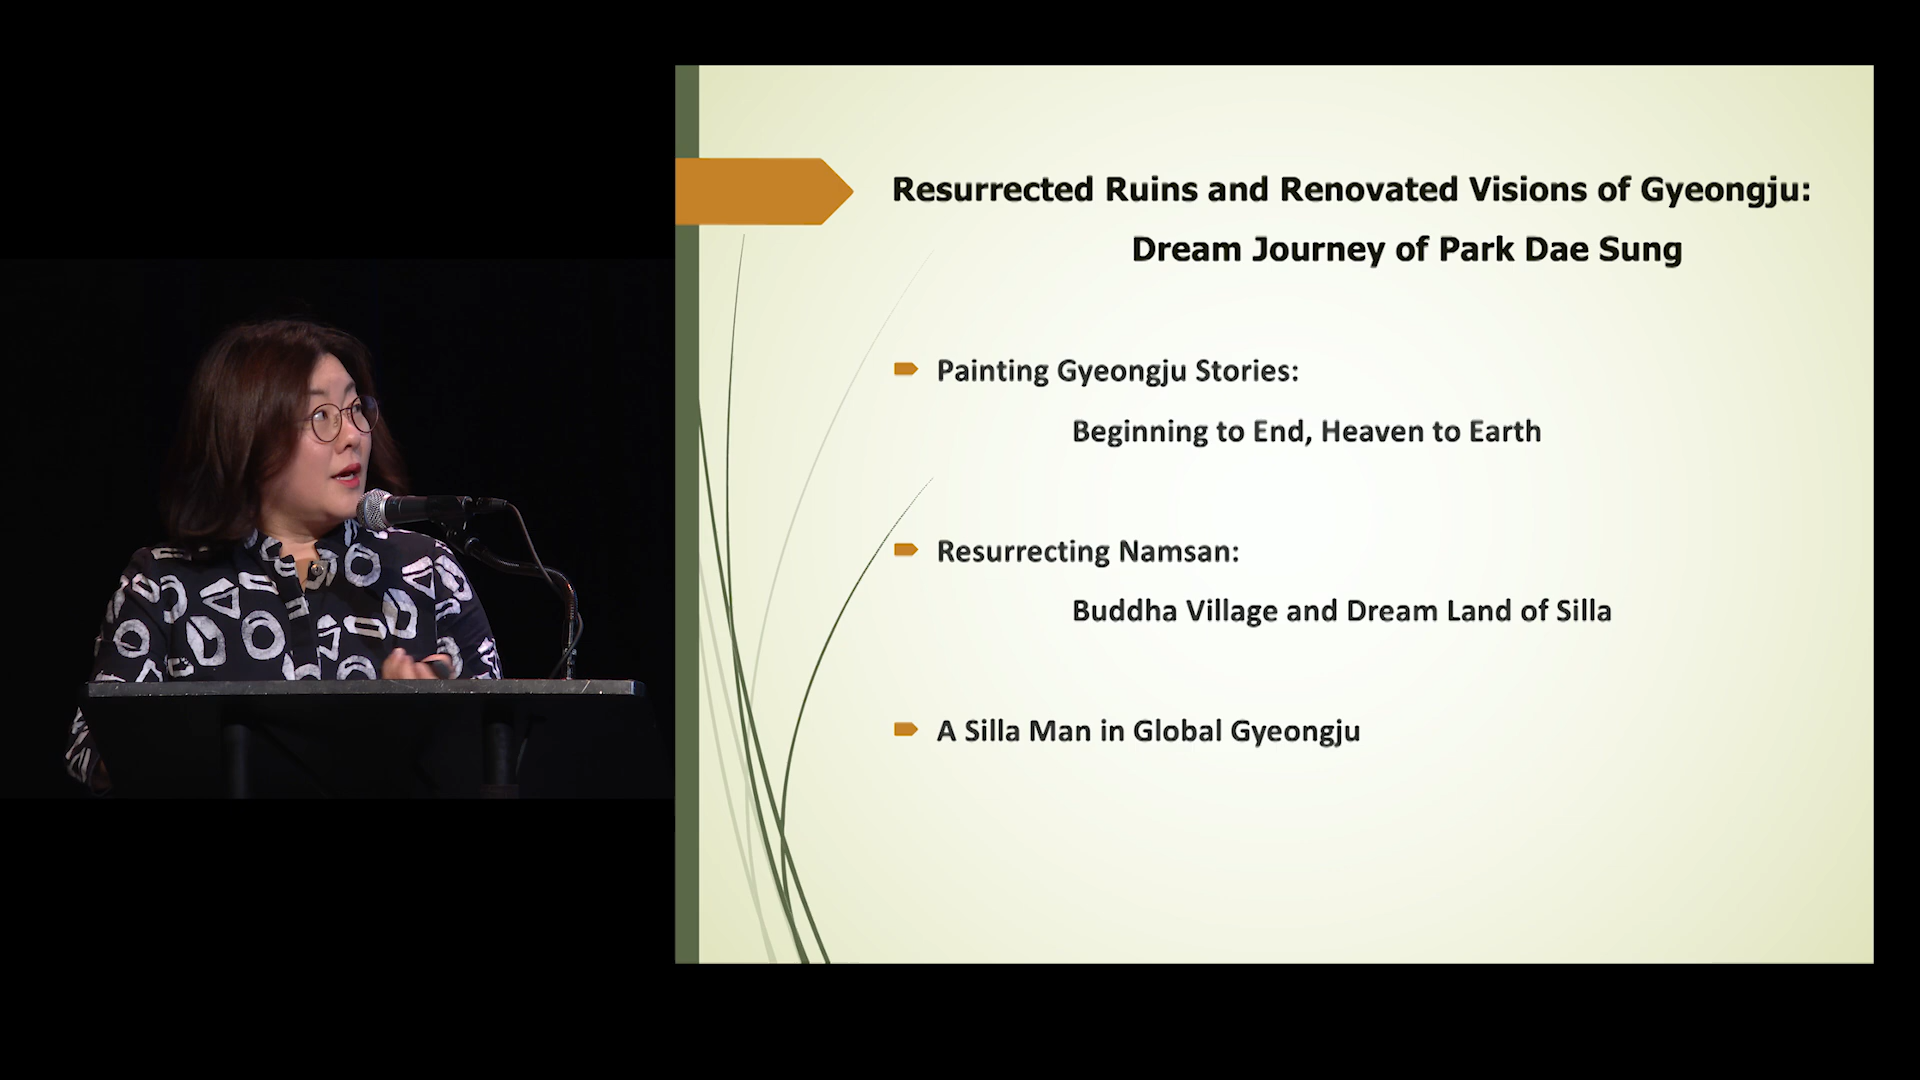 Resurrected Ruins and Renovated Visions of Gyeongju:
Dream Journey of Park Dae Sung
Painting Gyeongju Stories:
Beginning to End, Heaven to Earth
Resurrecting Namsan:
Buddha Village and Dream Land of Silla
A Silla Man in Global Gyeongju